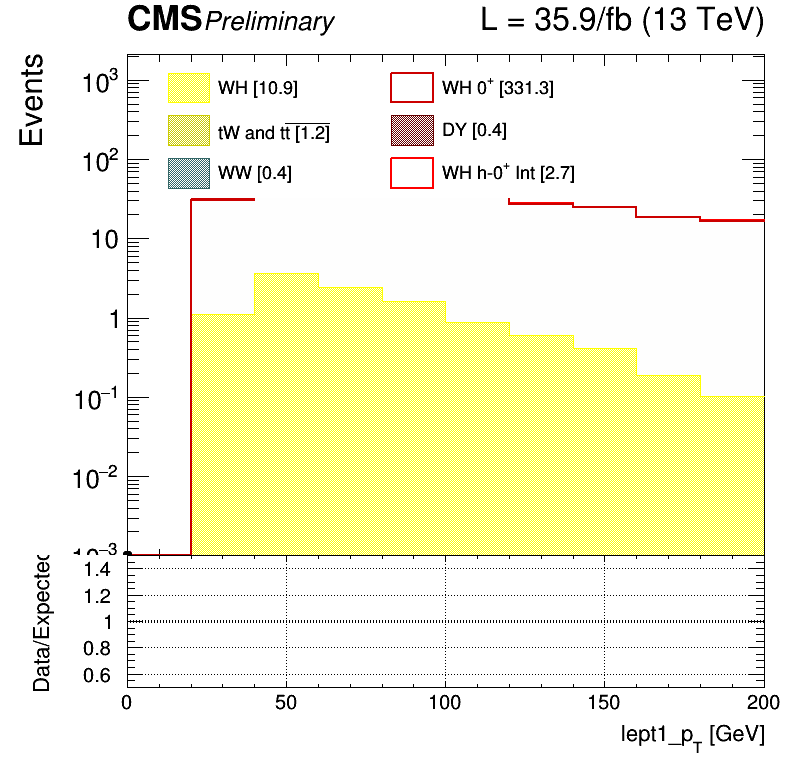 CMS Preliminary L = 35.9/fb (13 TeV)
Events
10³
10²
10
1
10⁻¹
10⁻²
10⁻³
WH [10.9]
WH 0⁺ [331.3]
tW and tt̅ [1.2]
DY [0.4]
WW [0.4]
WH h-0⁺ Int [2.7]
Data/Expected
1.4
1.2
1
0.8
0.6
0 50 100 150 200
lept1_p_T [GeV]